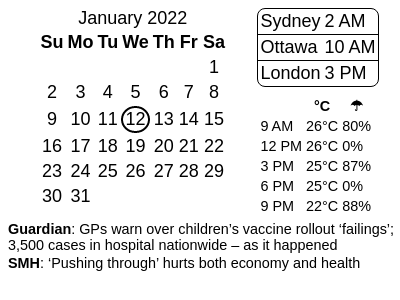 January 2022
Su Mo Tu We Th Fr Sa
1
2 3 4 5 6 7 8
9 10 11 12 13 14 15
16 17 18 19 20 21 22
23 24 25 26 27 28 29
30 31
Sydney 2 AM
Ottawa 10 AM
London 3 PM
°C ☂
9 AM 26°C 80%
12 PM 26°C 0%
3 PM 25°C 87%
6 PM 25°C 0%
9 PM 22°C 88%
Guardian: GPs warn over children’s vaccine rollout ‘failings’;
3,500 cases in hospital nationwide – as it happened
SMH: ‘Pushing through’ hurts both economy and health